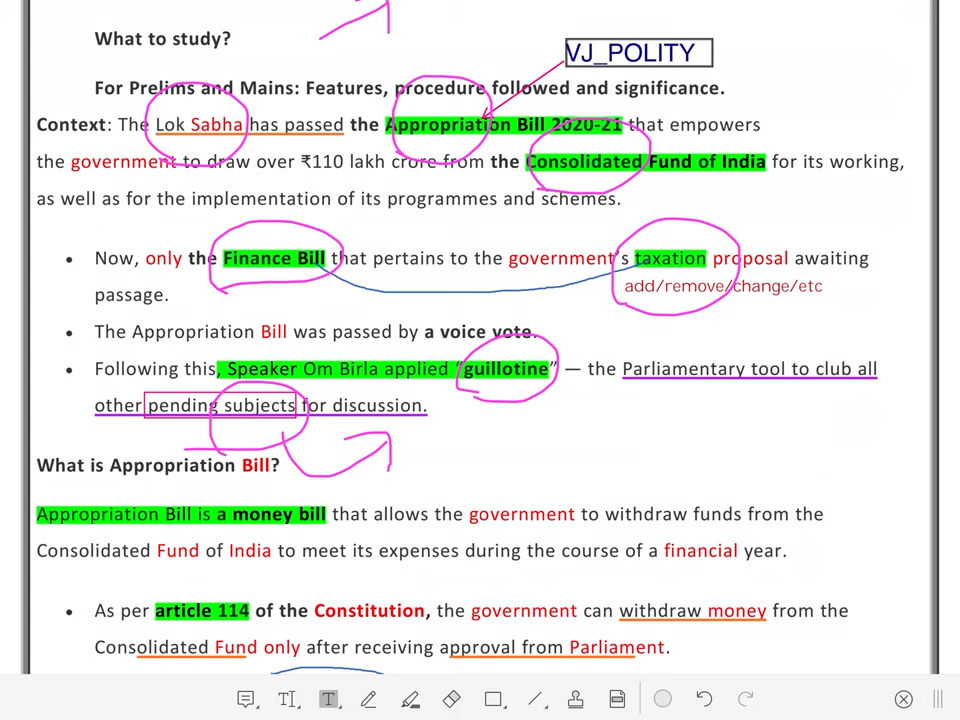 What to study?
VJ_POLITY
For Prelims and Mains: Features, procedure followed and significance.
Context: The Lok Sabha has passed the Appropriation Bill 2020-21 that empowers
the government to draw over ₹110 lakh crore from the Consolidated Fund of India for its working,
as well as for the implementation of its programmes and schemes.
• Now, only the Finance Bill that pertains to the government's taxation proposal awaiting
add/remove/change/etc
passage.
• The Appropriation Bill was passed by a voice vote.
• Following this, Speaker Om Birla applied "guillotine" — the Parliamentary tool to club all
other pending subjects for discussion.
What is Appropriation Bill?
Appropriation Bill is a money bill that allows the government to withdraw funds from the
Consolidated Fund of India to meet its expenses during the course of a financial year.
• As per article 114 of the Constitution, the government can withdraw money from the
Consolidated Fund only after receiving approval from Parliament.